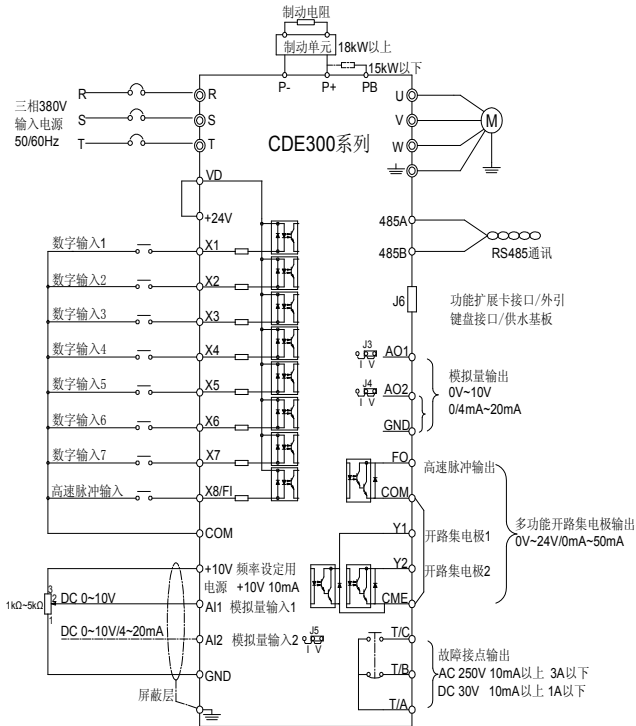 制动电阻
制动单元 18kW以上
15kW以下
P- P+ PB
三相380V
输入电源
50/60Hz
R R
S S
T T
CDE300系列
U
V
W
M
VD
+24V
485A
485B
RS485通讯
J6
功能扩展卡接口/外引
键盘接口/供水基板
数字输入1 X1
数字输入2 X2
数字输入3 X3
数字输入4 X4
数字输入5 X5
数字输入6 X6
数字输入7 X7
高速脉冲输入 X8/FI
COM
J3
I V
AO1
J4
I V
AO2
GND
模拟量输出
0V~10V
0/4mA~20mA
FO 高速脉冲输出
COM
Y1 开路集电极1
Y2 开路集电极2
CME
多功能开路集电极输出
0V~24V/0mA~50mA
+10V 频率设定用
电源 +10V 10mA
1kΩ~5kΩ
3
2
1
DC 0~10V
AI1 模拟量输入1
DC 0~10V/4~20mA
AI2 模拟量输入2
J5
I V
GND
屏蔽层
T/C
T/B
T/A
故障接点输出
AC 250V 10mA以上 3A以下
DC 30V 10mA以上 1A以下